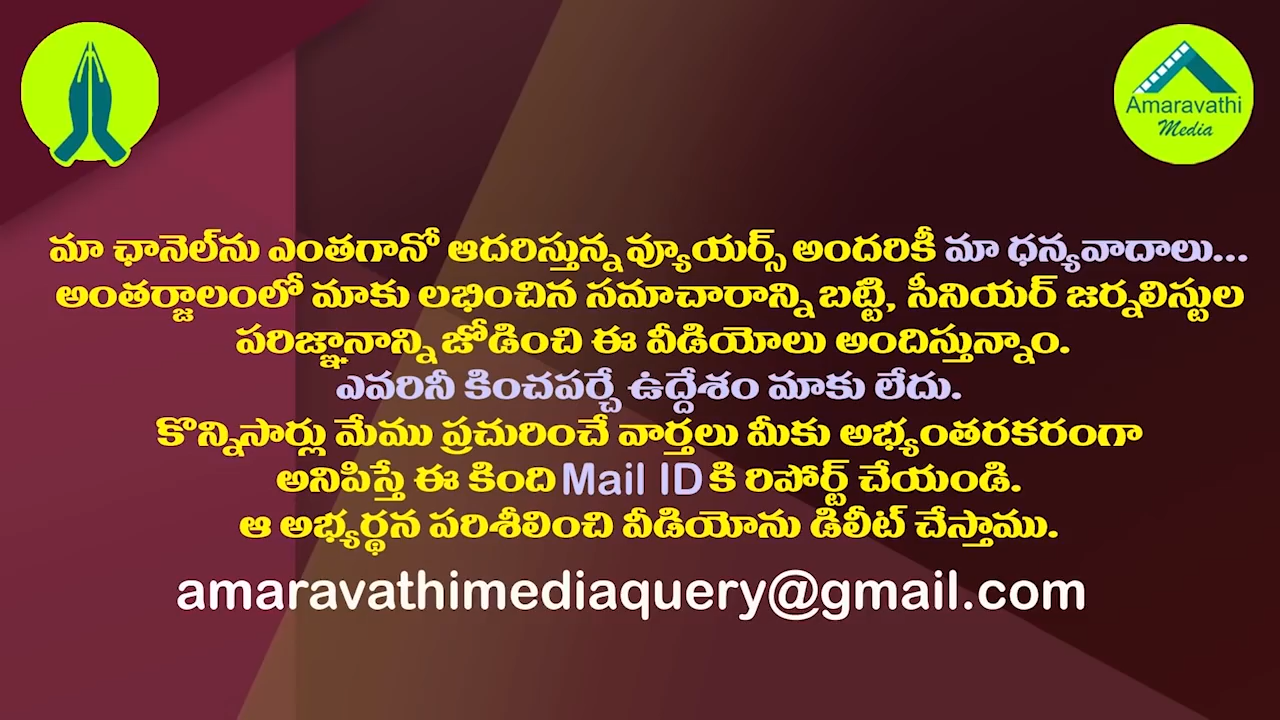 Amaravathi
Media
మా ఛానెల్‌ను ఎంతగానో ఆదరిస్తున్న వ్యూయర్స్ అందరికీ మా ధన్యవాదాలు...
అంతర్జాలంలో మాకు లభించిన సమాచారాన్ని బట్టి, సీనియర్ జర్నలిస్టుల
పరిజ్ఞానాన్ని జోడించి ఈ వీడియోలు అందిస్తున్నాం.
ఎవరినీ కించపర్చే ఉద్దేశం మాకు లేదు.
కొన్నిసార్లు మేము ప్రచురించే వార్తలు మీకు అభ్యంతరకరంగా
అనిపిస్తే ఈ కింది Mail ID కి రిపోర్ట్ చేయండి.
ఆ అభ్యర్థన పరిశీలించి వీడియోను డిలీట్ చేస్తాము.
amaravathimediaquery@gmail.com